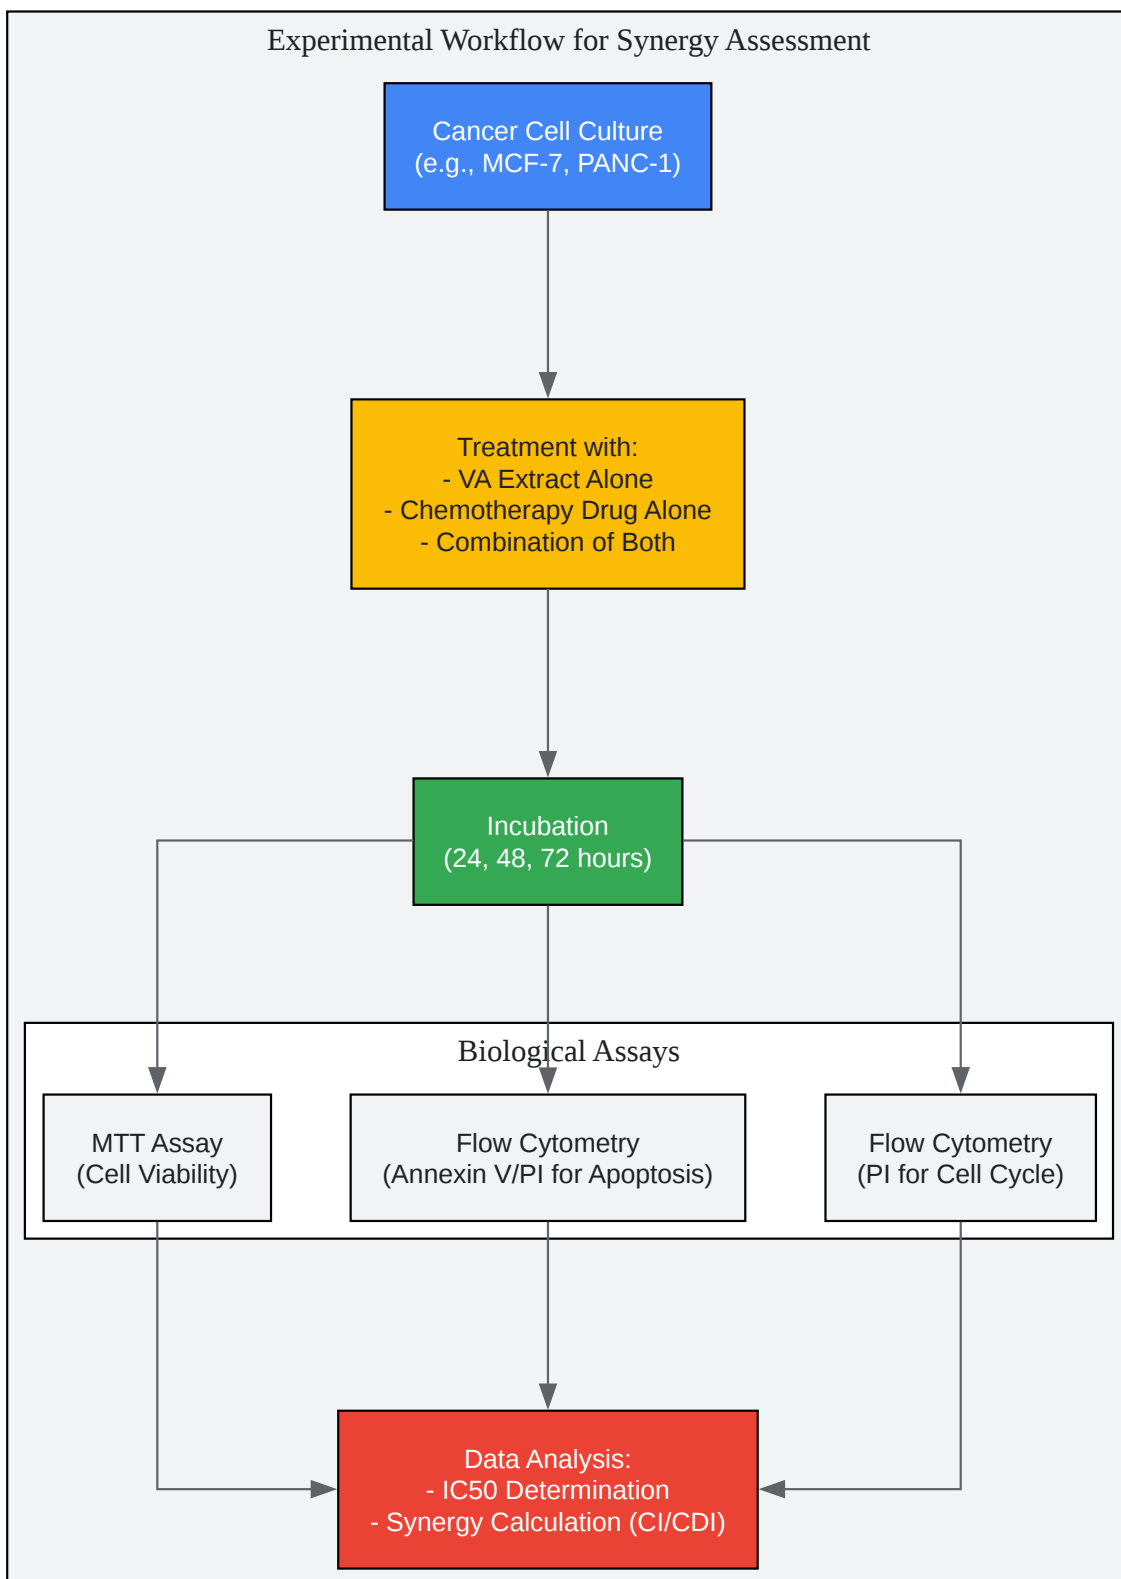 Experimental Workflow for Synergy Assessment
Cancer Cell Culture
(e.g., MCF-7, PANC-1)
Treatment with:
- VA Extract Alone
- Chemotherapy Drug Alone
- Combination of Both
Incubation
(24, 48, 72 hours)
Biological Assays
MTT Assay
(Cell Viability)
Flow Cytometry
(Annexin V/PI for Apoptosis)
Flow Cytometry
(PI for Cell Cycle)
Data Analysis:
- IC50 Determination
- Synergy Calculation (CI/CDI)